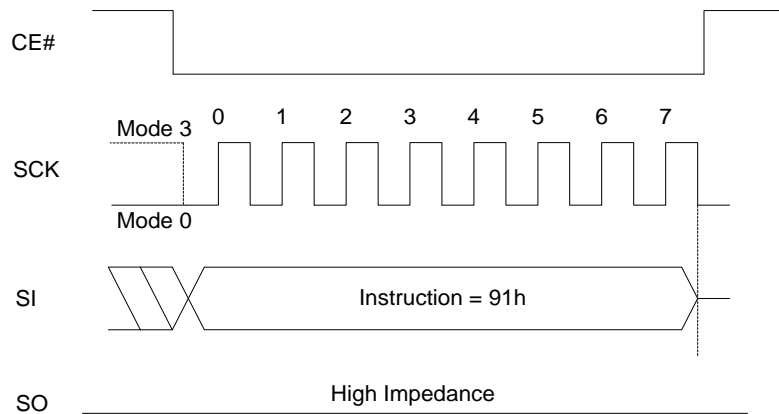 CE#
0 1 2 3 4 5 6 7
Mode 3
SCK
Mode 0
SI
Instruction = 91h
High Impedance
SO